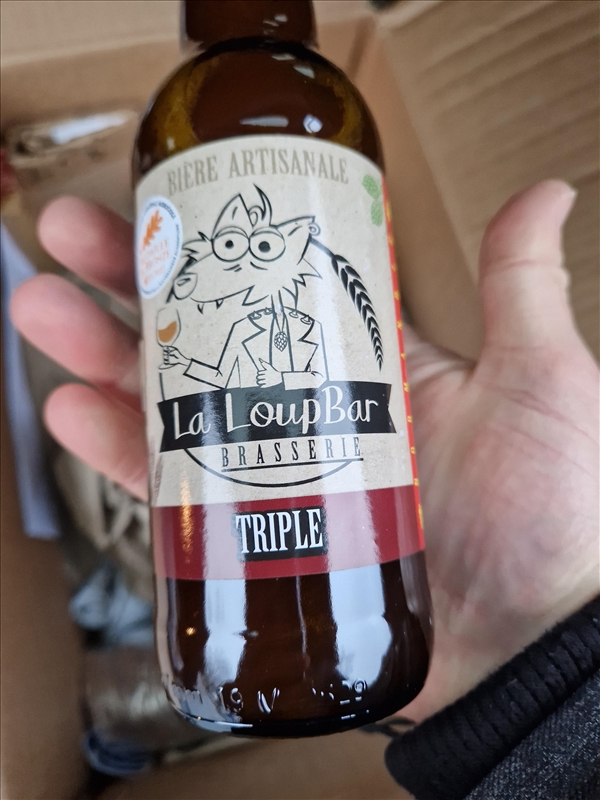 BIÈRE ARTISANALE
La LoupBar
BRASSERIE
TRIPLE